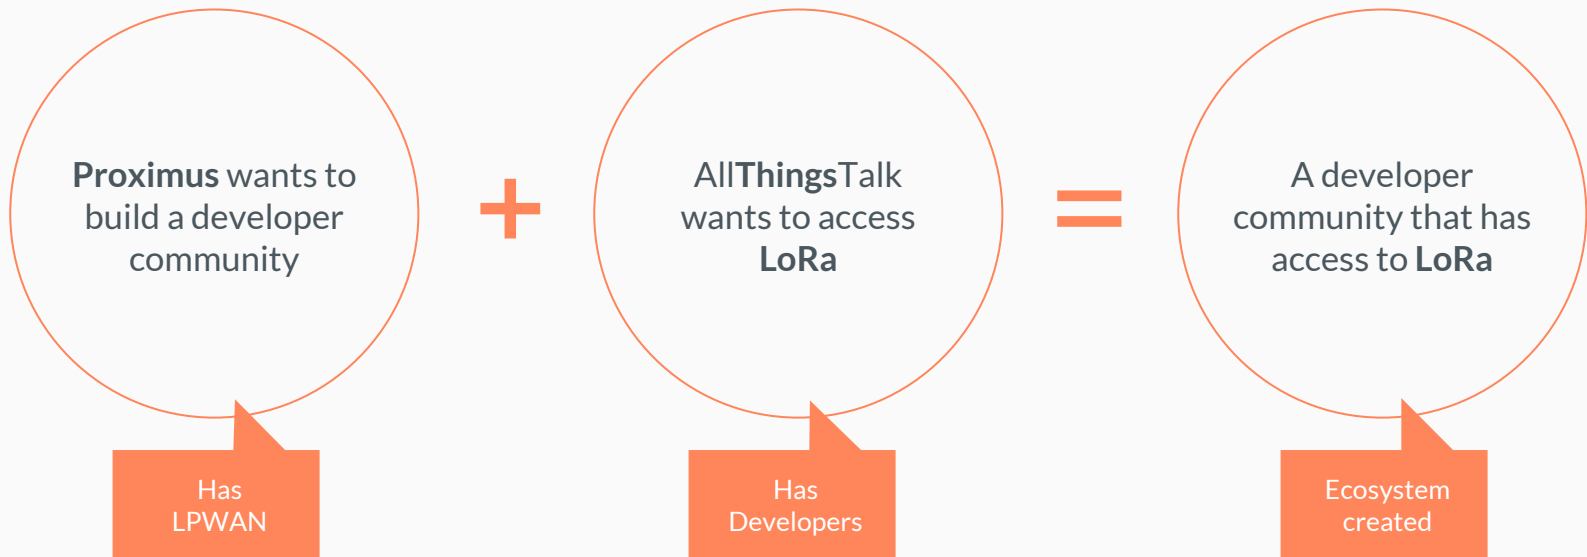 Proximus wants to
build a developer
community
Has
LPWAN
+
AllThingsTalk
wants to access
LoRa
Has
Developers
=
A developer
community that has
access to LoRa
Ecosystem
created